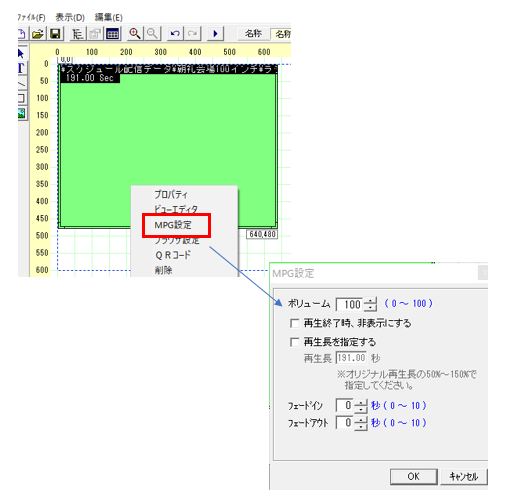 ファイル(F) 表示(D) 編集(E)
名称 名称
0 100 200 300 400 500 600
0,0
0
50
100
150
200
250
300
350
400
450
500
550
600
¥スケジュール配信データ¥朝礼会場100インチ¥ラジ
191.00 Sec
プロパティ
ビューエディタ
MPG設定
ブラウザ設定
QRコード
削除
640,480
MPG設定
ボリューム 100 (0～100)
再生終了時、非表示にする
再生長を指定する
再生長 191.00 秒
※オリジナル再生長の50%～150%で
指定してください。
フェードイン 0 秒(0～10)
フェードアウト 0 秒(0～10)
OK キャンセル